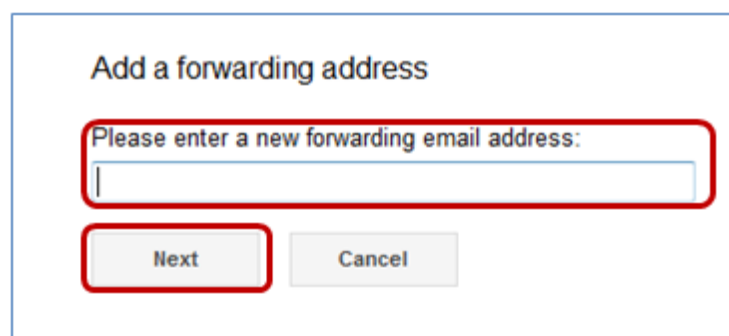 Add a forwarding address
Please enter a new forwarding email address:
Next Cancel